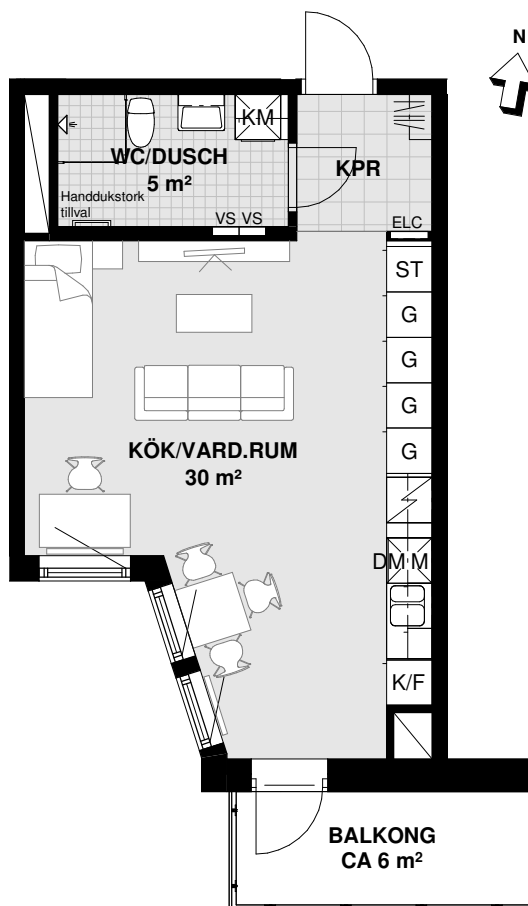 N
KM
WC/DUSCH
5 m²
KPR
Handdukstork
tillval
VS VS
ELC
ST
G
G
G
G
KÖK/VARD.RUM
30 m²
DM M
K/F
BALKONG
CA 6 m²